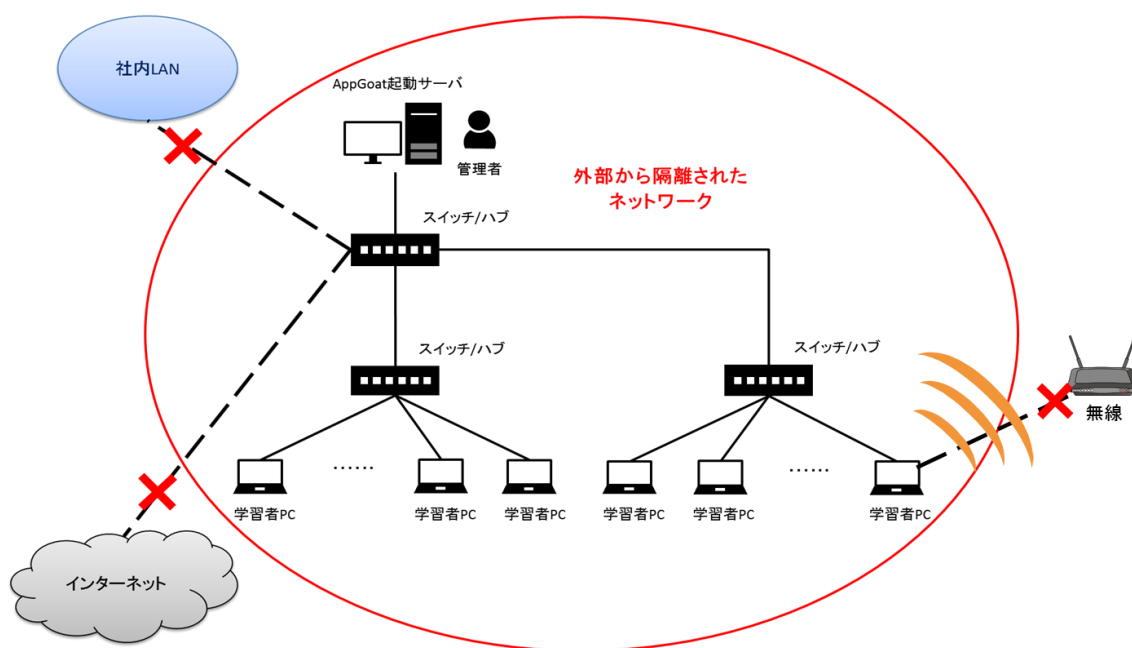 社内LAN
AppGoat起動サーバ
管理者
外部から隔離された
ネットワーク
スイッチ/ハブ
スイッチ/ハブ
スイッチ/ハブ
無線
……
……
学習者PC
学習者PC
学習者PC
学習者PC
学習者PC
学習者PC
インターネット